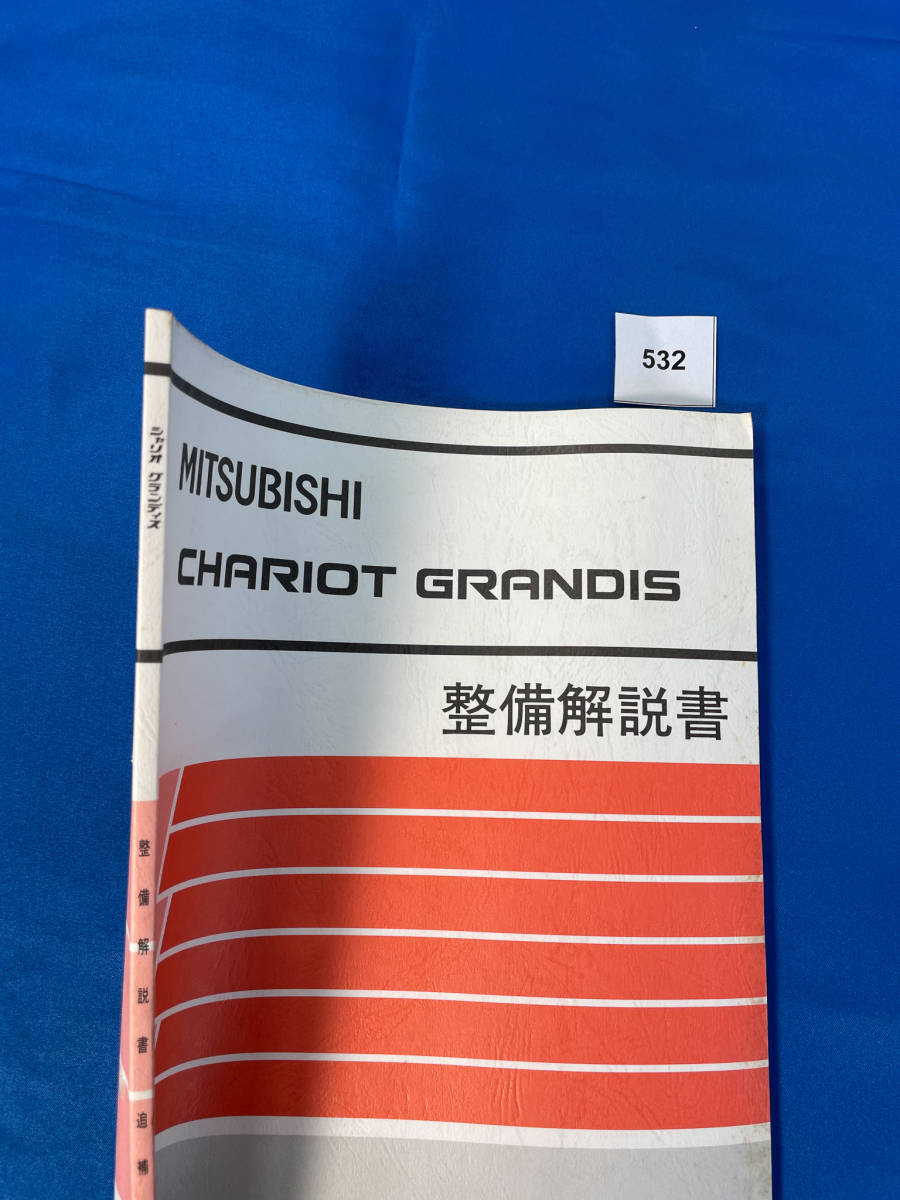 532
MITSUBISHI
CHARIOT GRANDIS
整備解説書
シャリオ グランディス
整備解説書追補